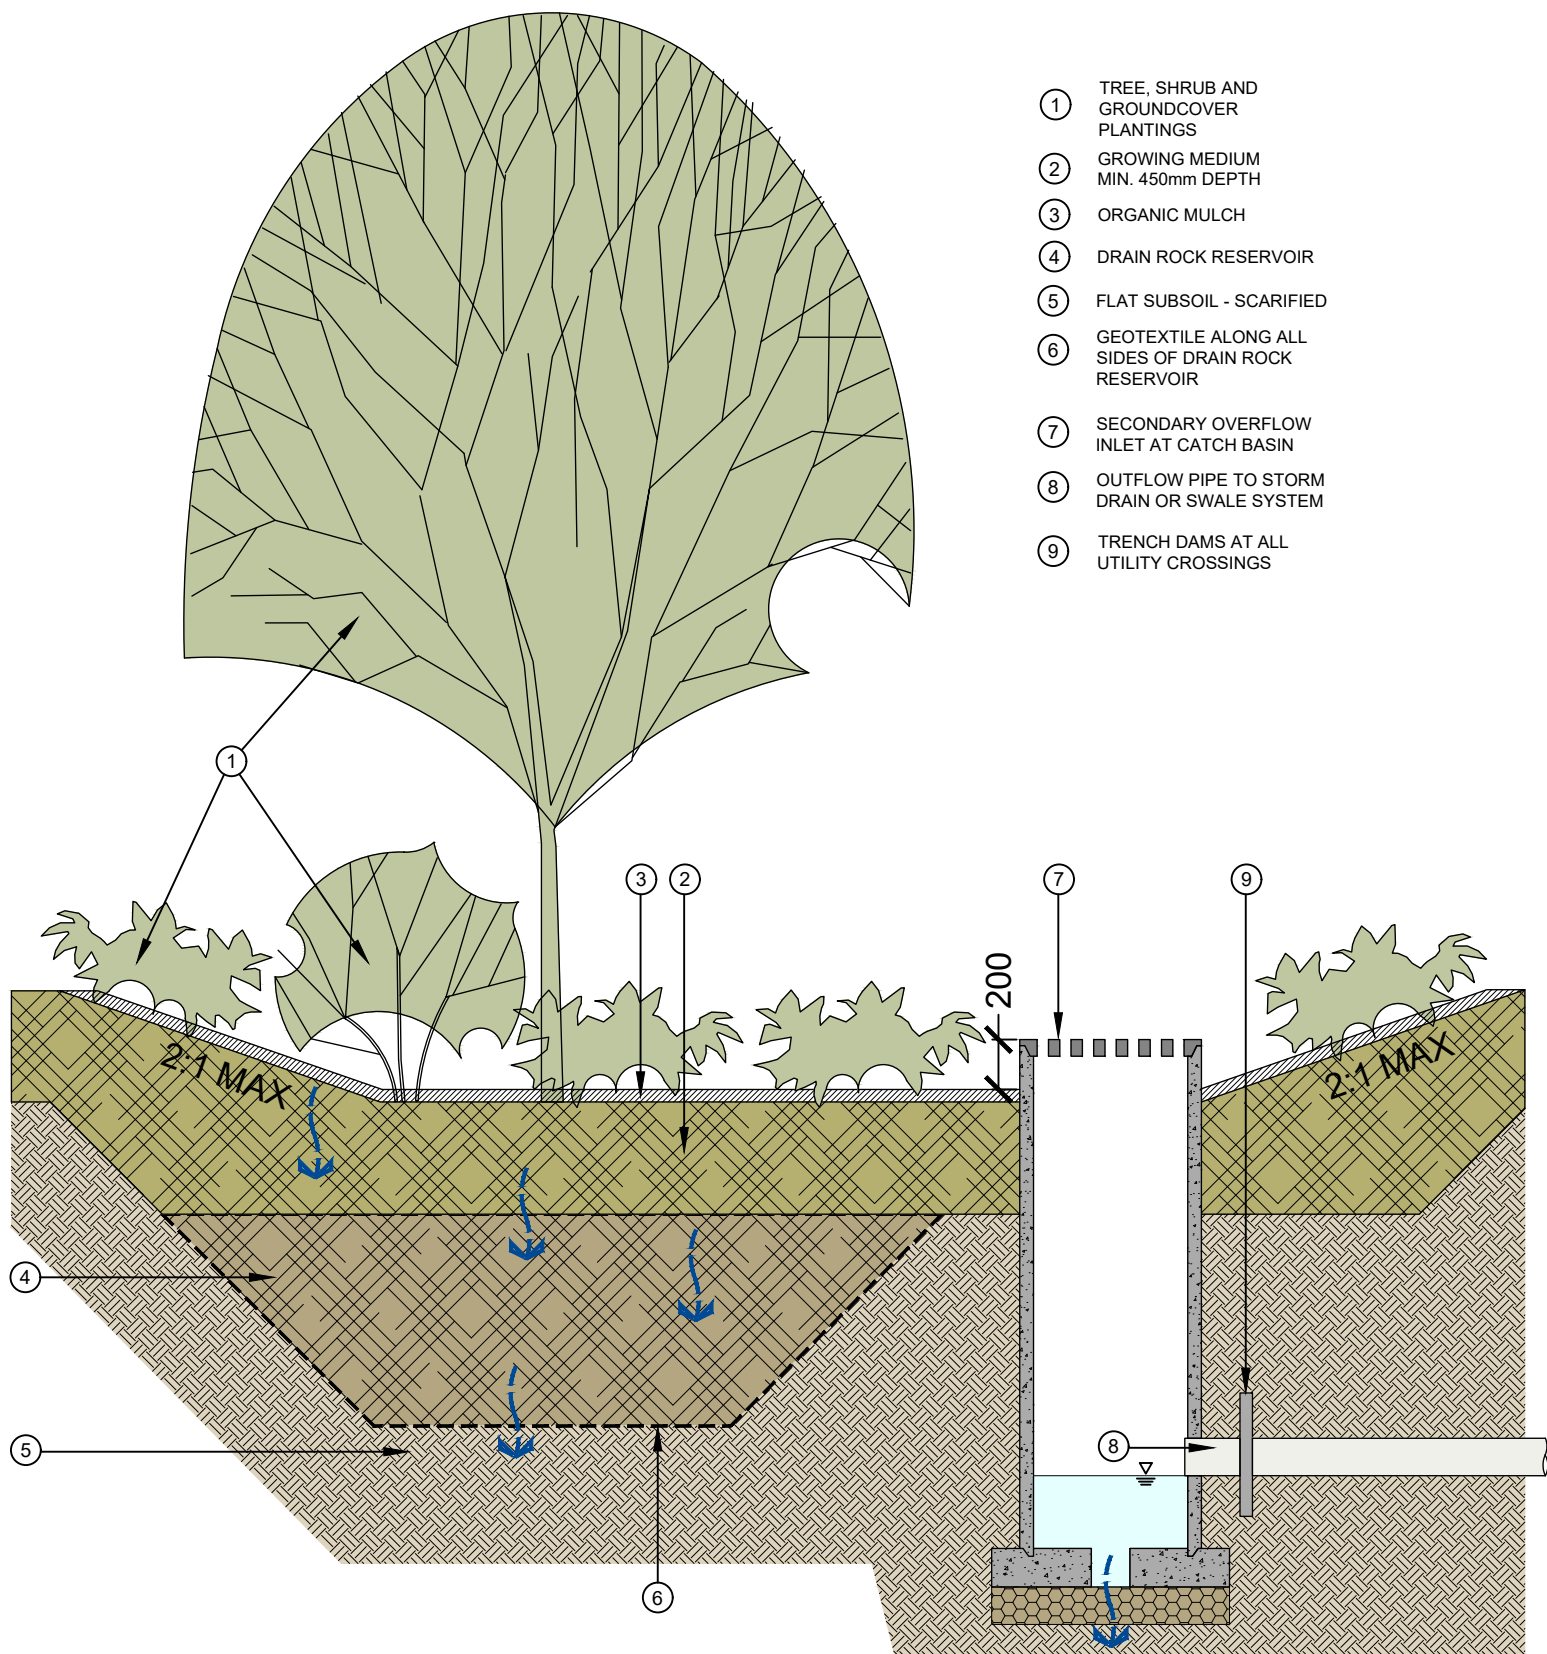 1
TREE, SHRUB AND
GROUNDCOVER
PLANTINGS
2
GROWING MEDIUM
MIN. 450mm DEPTH
3
ORGANIC MULCH
4
DRAIN ROCK RESERVOIR
5
FLAT SUBSOIL - SCARIFIED
6
GEOTEXTILE ALONG ALL
SIDES OF DRAIN ROCK
RESERVOIR
7
SECONDARY OVERFLOW
INLET AT CATCH BASIN
8
OUTFLOW PIPE TO STORM
DRAIN OR SWALE SYSTEM
9
TRENCH DAMS AT ALL
UTILITY CROSSINGS
1
3
2
7
9
200
2:1 MAX
2:1 MAX
4
5
8
6